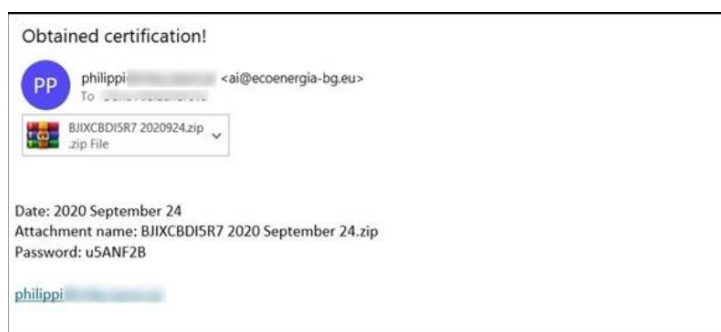 Obtained certification!
PP
philippi <ai@ecoenergia-bg.eu>
To
BJIXCBDI5R7 2020924.zip
.zip File
Date: 2020 September 24
Attachment name: BJIXCBDI5R7 2020 September 24.zip
Password: u5ANF2B
philippi